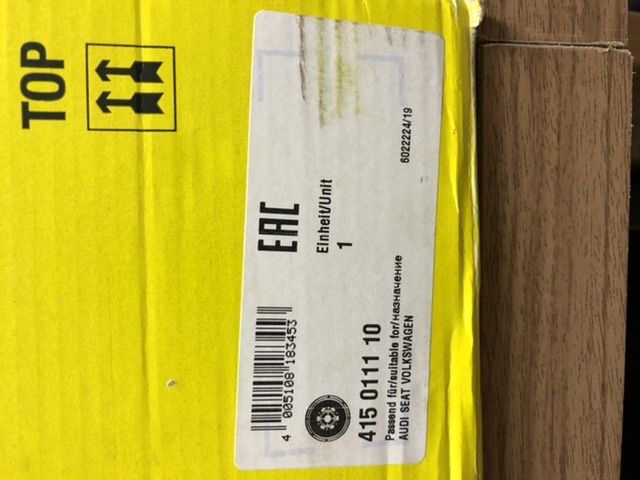 TOP
EAC
Einheit/Unit
1
6022224/19
4 005108 183453
415 0111 10
Passend für/suitable for/назначение
AUDI SEAT VOLKSWAGEN